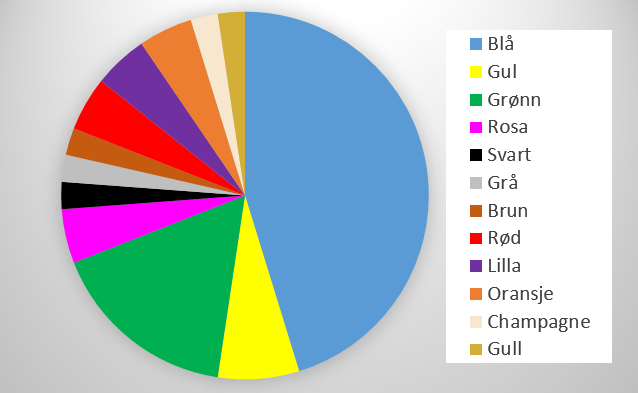 Blå
Gul
Grønn
Rosa
Svart
Grå
Brun
Rød
Lilla
Oransje
Champagne
Gull